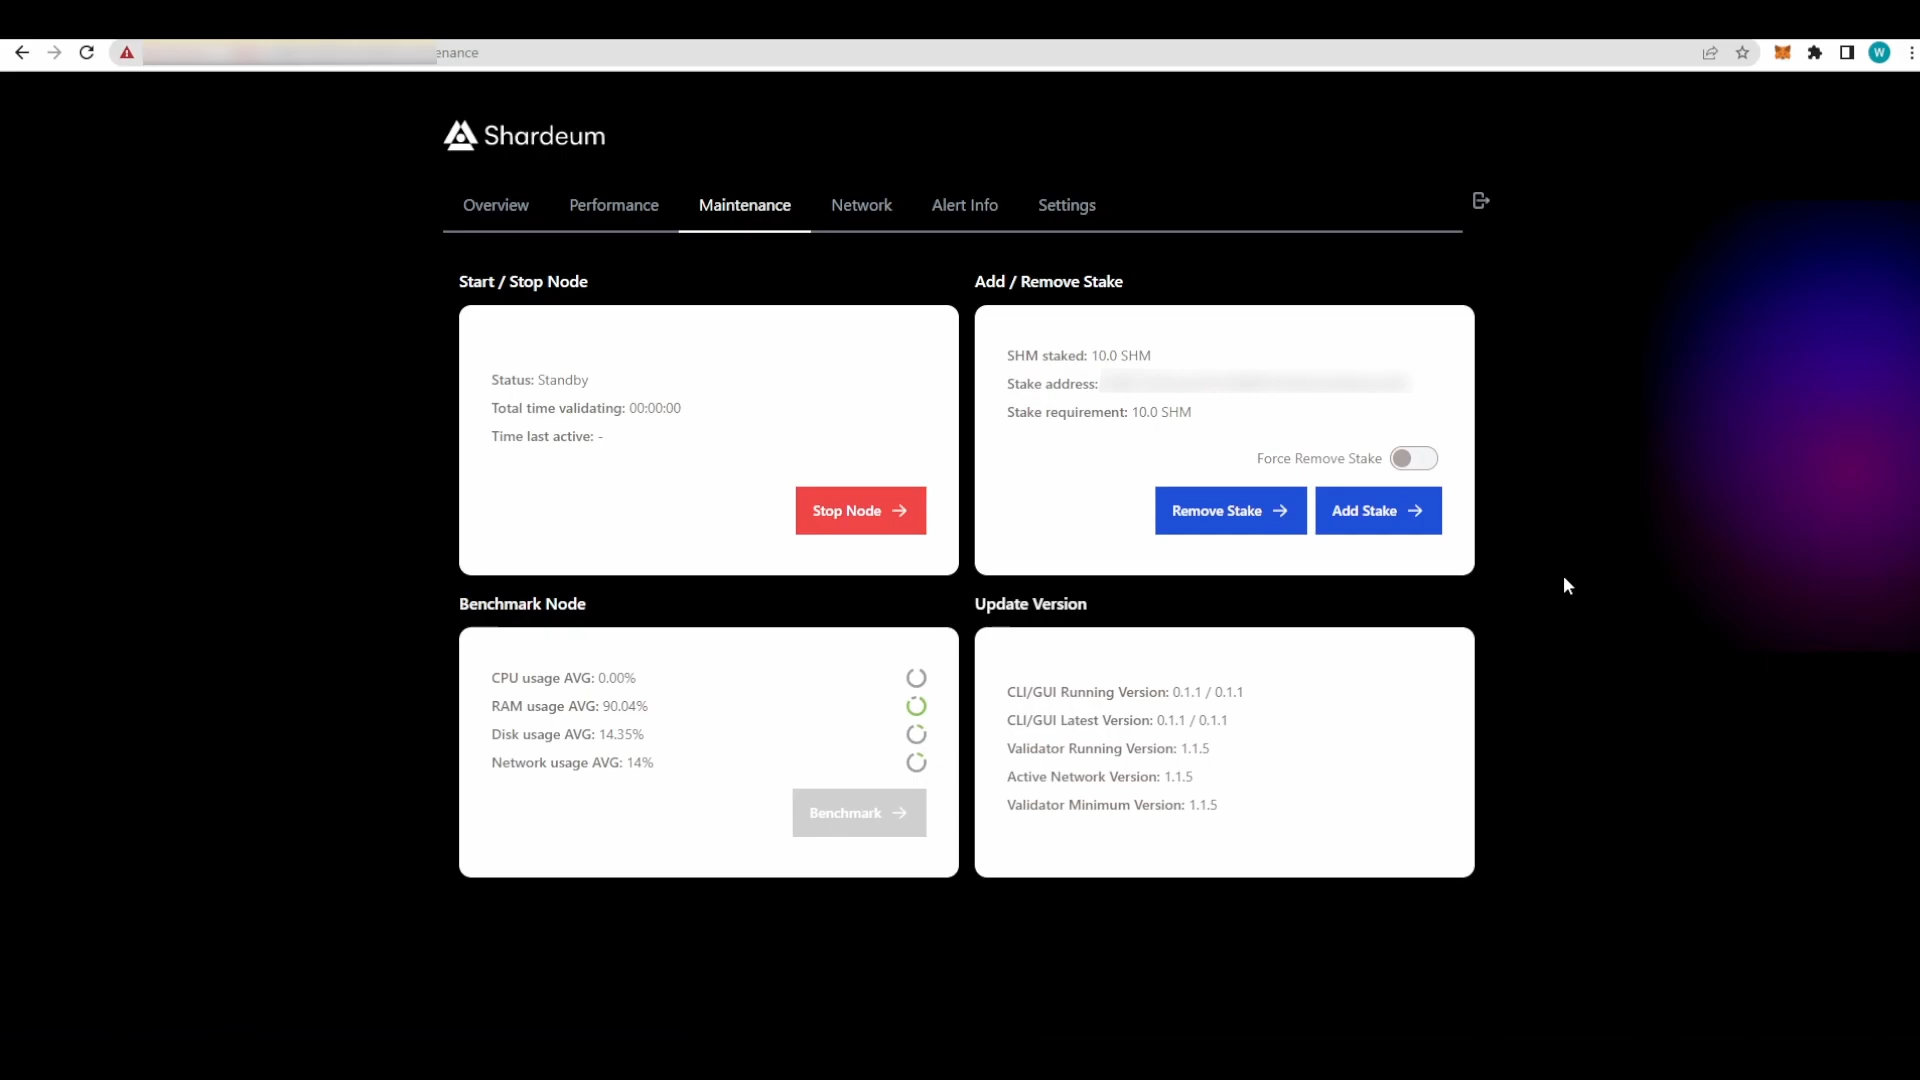 enance
W
Shardeum
Overview Performance Maintenance Network Alert Info Settings
Start / Stop Node
Status: Standby
Total time validating: 00:00:00
Time last active: -
Stop Node
Add / Remove Stake
SHM staked: 10.0 SHM
Stake address:
Stake requirement: 10.0 SHM
Force Remove Stake
Remove Stake
Add Stake
Benchmark Node
CPU usage AVG: 0.00%
RAM usage AVG: 90.04%
Disk usage AVG: 14.35%
Network usage AVG: 14%
Benchmark
Update Version
CLI/GUI Running Version: 0.1.1 / 0.1.1
CLI/GUI Latest Version: 0.1.1 / 0.1.1
Validator Running Version: 1.1.5
Active Network Version: 1.1.5
Validator Minimum Version: 1.1.5